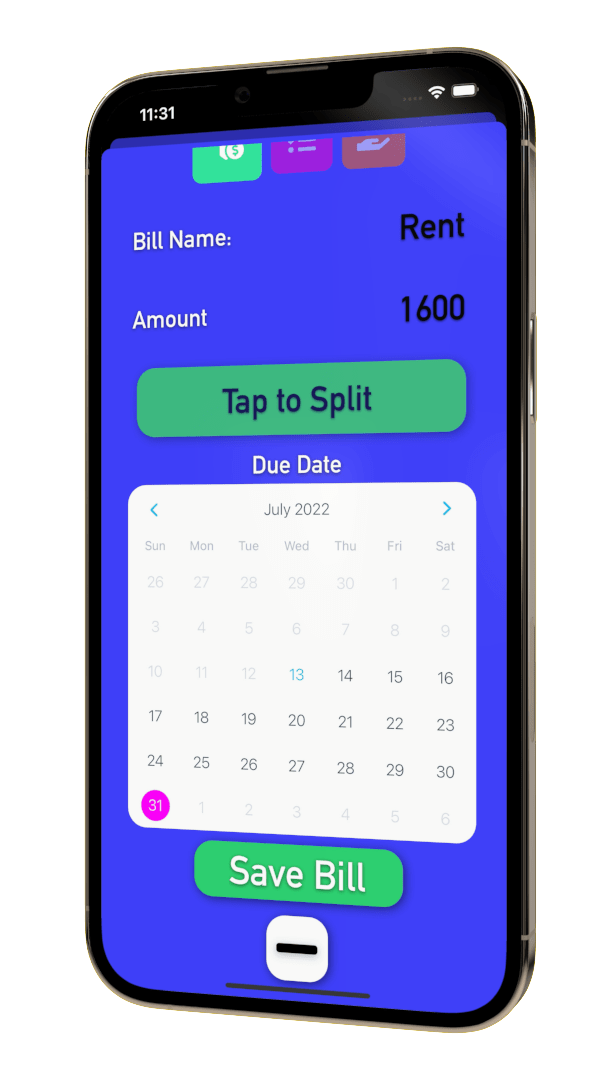 11:31
$
Bill Name: Rent
Amount 1600
Tap to Split
Due Date
July 2022
Sun Mon Tue Wed Thu Fri Sat
26 27 28 29 30 1 2
3 4 5 6 7 8 9
10 11 12 13 14 15 16
17 18 19 20 21 22 23
24 25 26 27 28 29 30
31 1 2 3 4 5 6
Save Bill